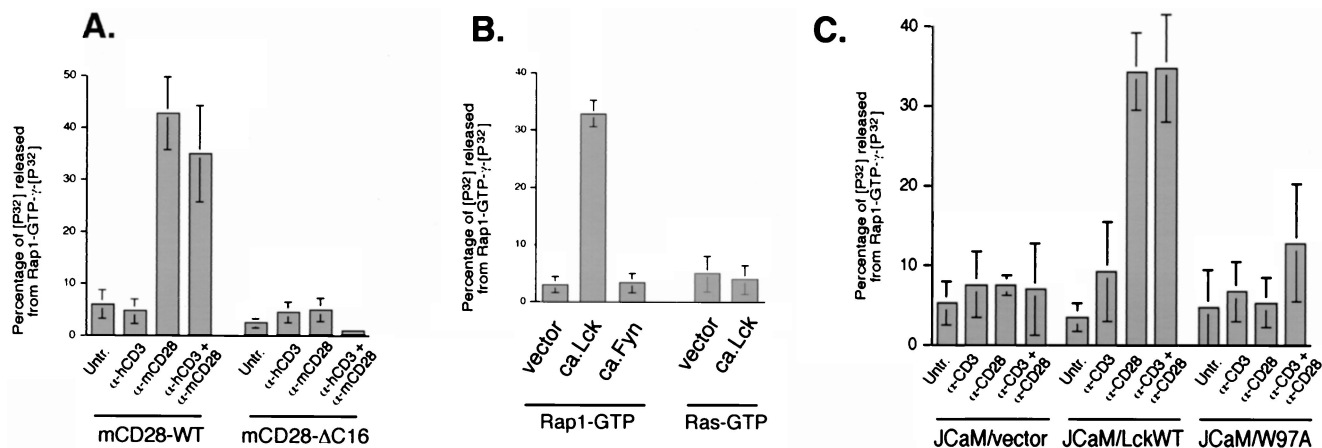 A.
Percentage of [P32] released
from Rap1-GTP-γ-[P32]
50
40
30
20
10
0
Untr.
α-hCD3
α-mCD28
α-hCD3 +
α-mCD28
Untr.
α-hCD3
α-mCD28
α-hCD3 +
α-mCD28
mCD28-WT
mCD28-ΔC16
B.
Percentage of [P32] released
from Rap1-GTP-γ-[P32]
40
30
20
10
0
vector
ca.Lck
ca.Fyn
vector
ca.Lck
Rap1-GTP
Ras-GTP
C.
Percentage of [P32] released
from Rap1-GTP-γ-[P32]
40
30
20
10
0
Untr.
α-CD3
α-CD28
α-CD3 +
α-CD28
Untr.
α-CD3
α-CD28
α-CD3 +
α-CD28
Untr.
α-CD3
α-CD28
α-CD3 +
α-CD28
JCaM/vector
JCaM/LckWT
JCaM/W97A